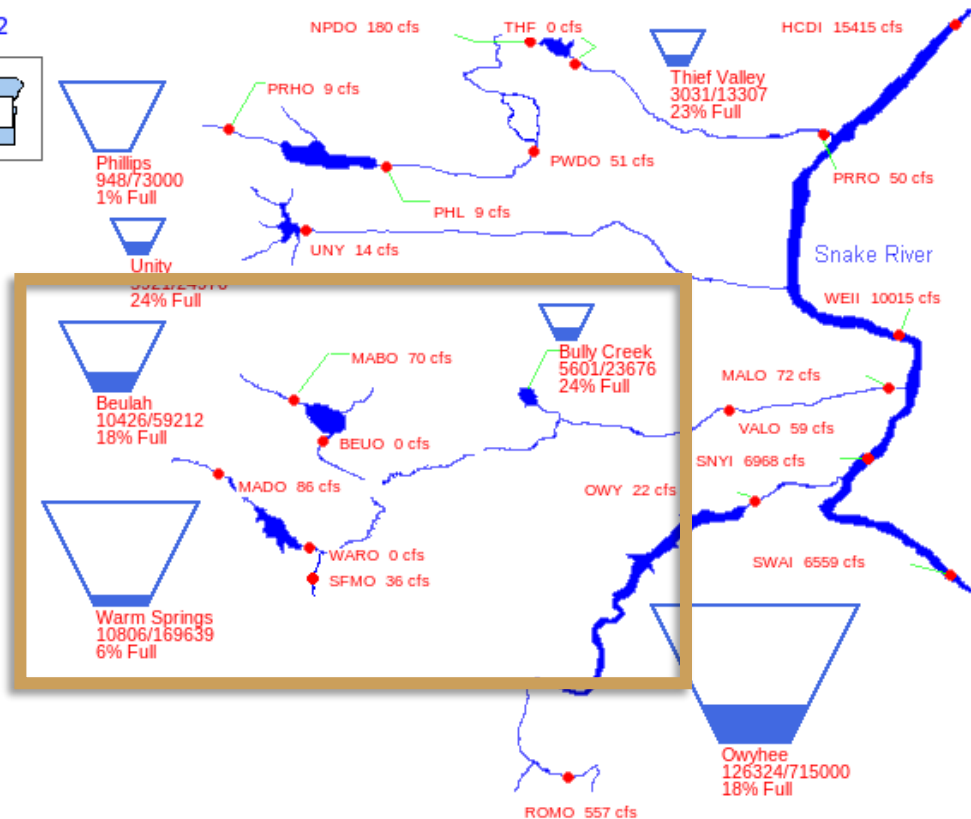 2
NPDO 180 cfs
THF 0 cfs
HCDI 15415 cfs
Thief Valley
3031/13307
23% Full
PRHO 9 cfs
Phillips
948/73000
1% Full
PWDO 51 cfs
PRRO 50 cfs
PHL 9 cfs
UNY 14 cfs
Snake River
Unity
24% Full
WEII 10015 cfs
MABO 70 cfs
Bully Creek
5601/23676
24% Full
MALO 72 cfs
Beulah
10426/59212
18% Full
BEUO 0 cfs
VALO 59 cfs
SNYI 6968 cfs
MADO 86 cfs
OWY 22 cfs
WARO 0 cfs
SFMO 36 cfs
SWAI 6559 cfs
Warm Springs
10806/169639
6% Full
Owyhee
126324/715000
18% Full
ROMO 557 cfs